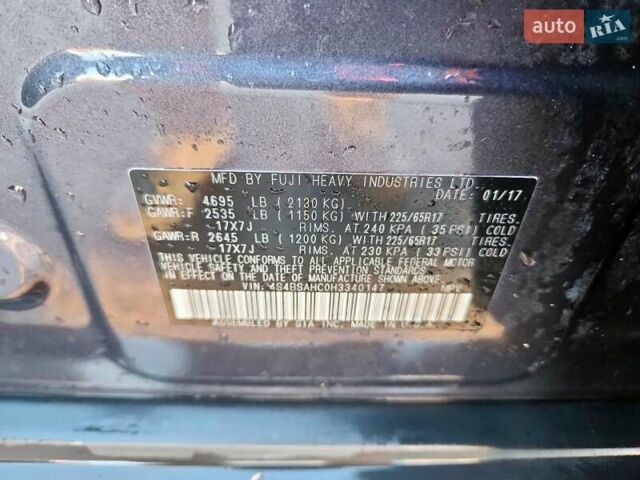 auto RIA.com
MFD BY FUJI HEAVY INDUSTRIES LTD.
DATE: 01/17
GVWR: 4695 LB (2130 KG)
GAWR:F 2535 LB (1150 KG) WITH 225/65R17 TIRES.
17X7J RIMS. AT 240 KPA (35 PSI) COLD
GAWR:R 2645 LB (1200 KG) WITH 225/65R17 TIRES.
17X7J RIMS. AT 230 KPA (33 PSI) COLD
THIS VEHICLE CONFORMS TO ALL APPLICABLE FEDERAL MOTOR
VEHICLE SAFETY AND THEFT PREVENTION STANDARDS
IN EFFECT ON THE DATE OF MANUFACTURE SHOWN ABOVE.
VIN: 4S4BSAHC0H3340147 MPV
ASSEMBLED BY SIA INC. MADE IN U.S.A.